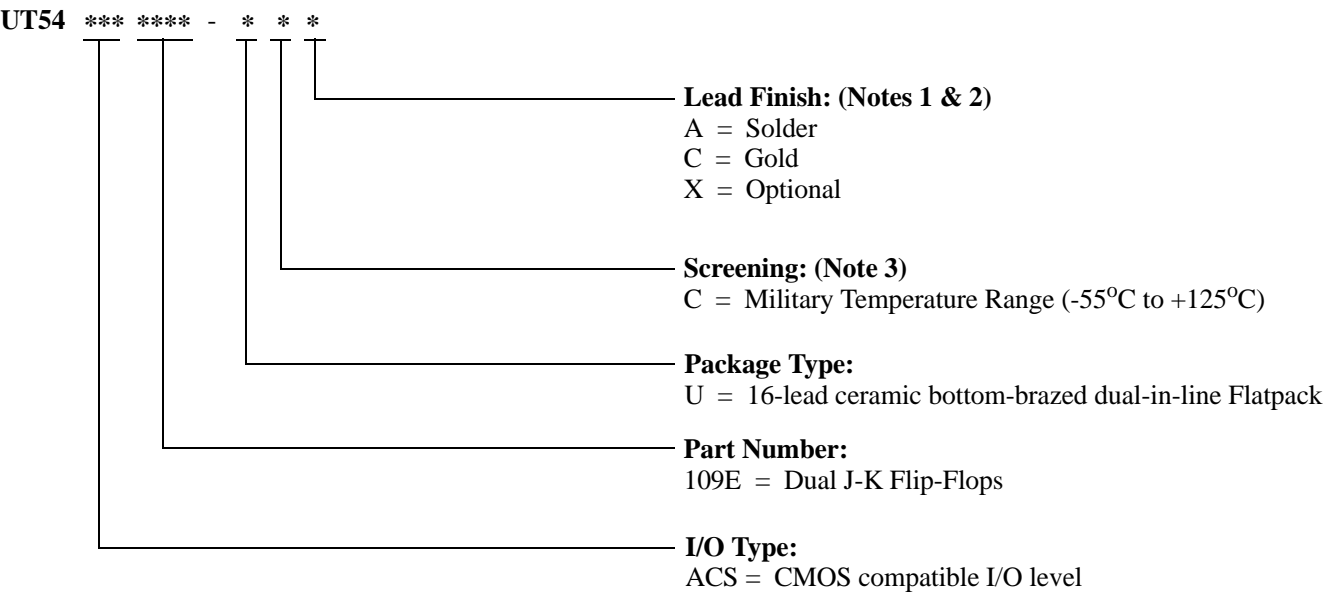 UT54 *** **** - * * *
Lead Finish: (Notes 1 & 2)
A = Solder
C = Gold
X = Optional
Screening: (Note 3)
C = Military Temperature Range (-55°C to +125°C)
Package Type:
U = 16-lead ceramic bottom-brazed dual-in-line Flatpack
Part Number:
109E = Dual J-K Flip-Flops
I/O Type:
ACS = CMOS compatible I/O level